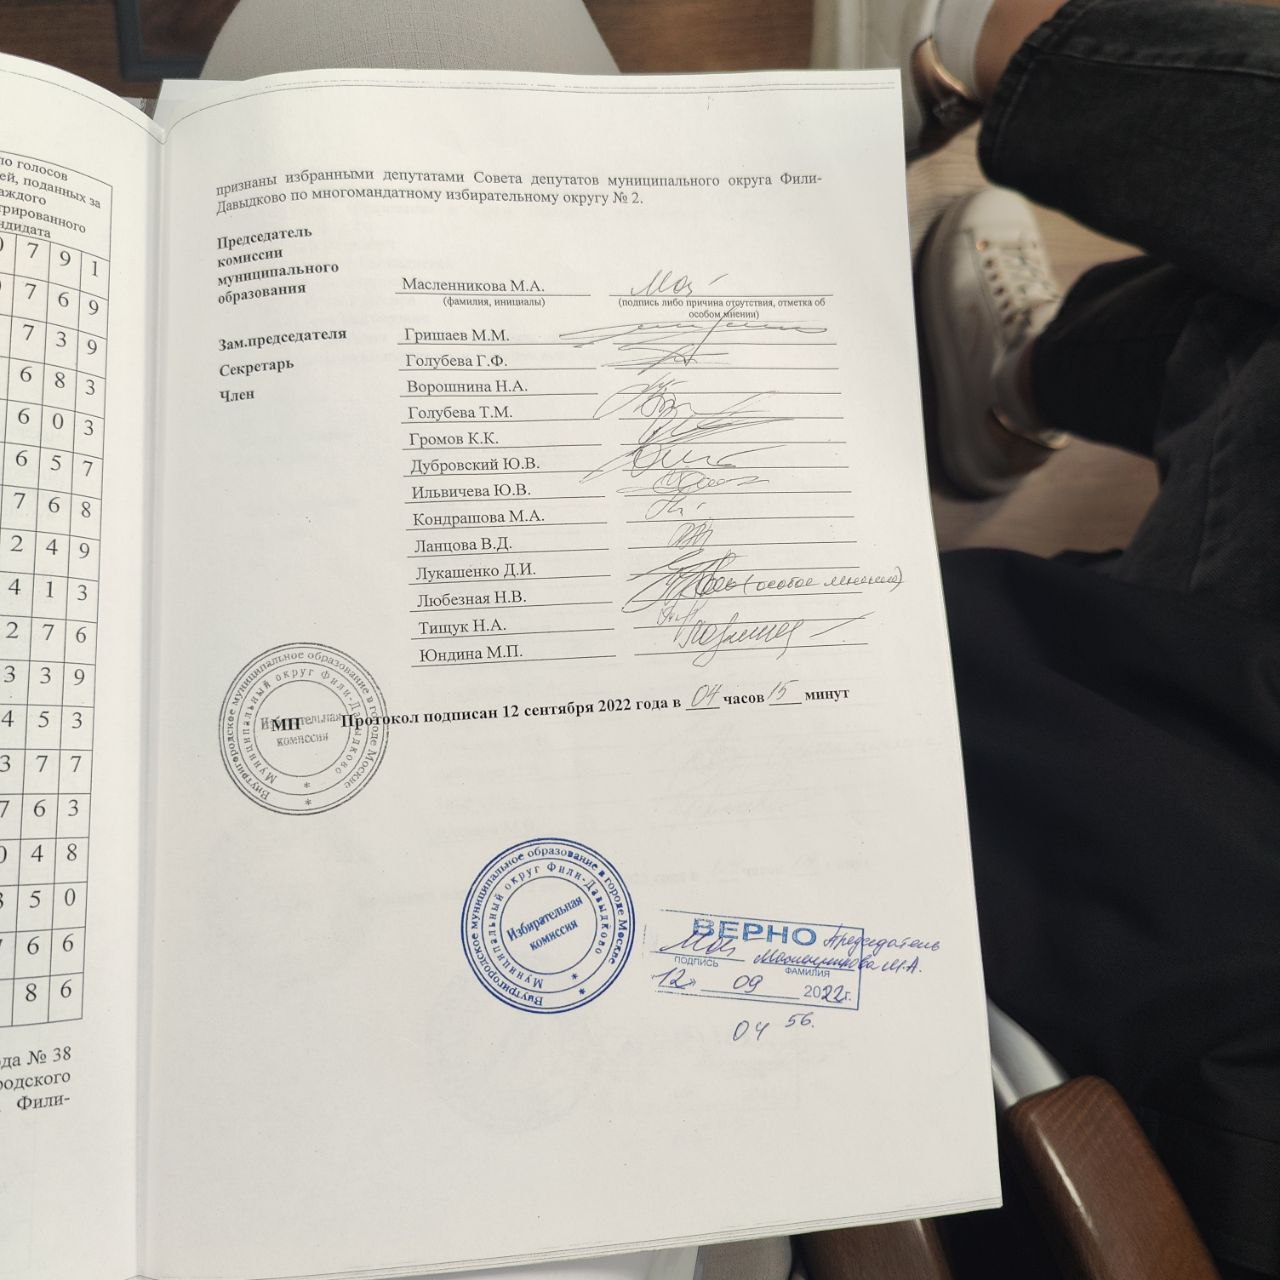 ло голосов
ей, поданных за
аждого
трированного
ндидата
0 7 9 1
7 6 9
7 3 9
6 8 3
6 0 3
6 5 7
7 6 8
2 4 9
4 1 3
2 7 6
3 3 9
4 5 3
3 7 7
7 6 3
0 4 8
5 0
6 6
8 6
да № 38
родского
Фили-
признаны избранными депутатами Совета депутатов муниципального округа Фили-
Давыдково по многомандатному избирательному округу № 2.
Председатель
комиссии
муниципального
образования
Масленникова М.А.
(фамилия, инициалы)
(подпись либо причина отсутствия, отметка об
особом мнении)
Зам.председателя Гришаев М.М.
Секретарь Голубева Г.Ф.
Член Ворошнина Н.А.
Голубева Т.М.
Громов К.К.
Дубровский Ю.В.
Ильвичева Ю.В.
Кондрашова М.А.
Ланцова В.Д.
Лукашенко Д.И.
Любезная Н.В. (особое мнение)
Тищук Н.А.
Юндина М.П.
МП Протокол подписан 12 сентября 2022 года в 04 часов 15 минут
Внутригородское муниципальное образование в городе Москве
Муниципальный округ Фили-Давыдково
Избирательная
комиссия
Внутригородское муниципальное образование в городе Москве
Муниципальный округ Фили-Давыдково
Избирательная
комиссия
ВЕРНО Председатель
Масленникова М.А.
ПОДПИСЬ ФАМИЛИЯ
"12" 09 2022г.
04 56.